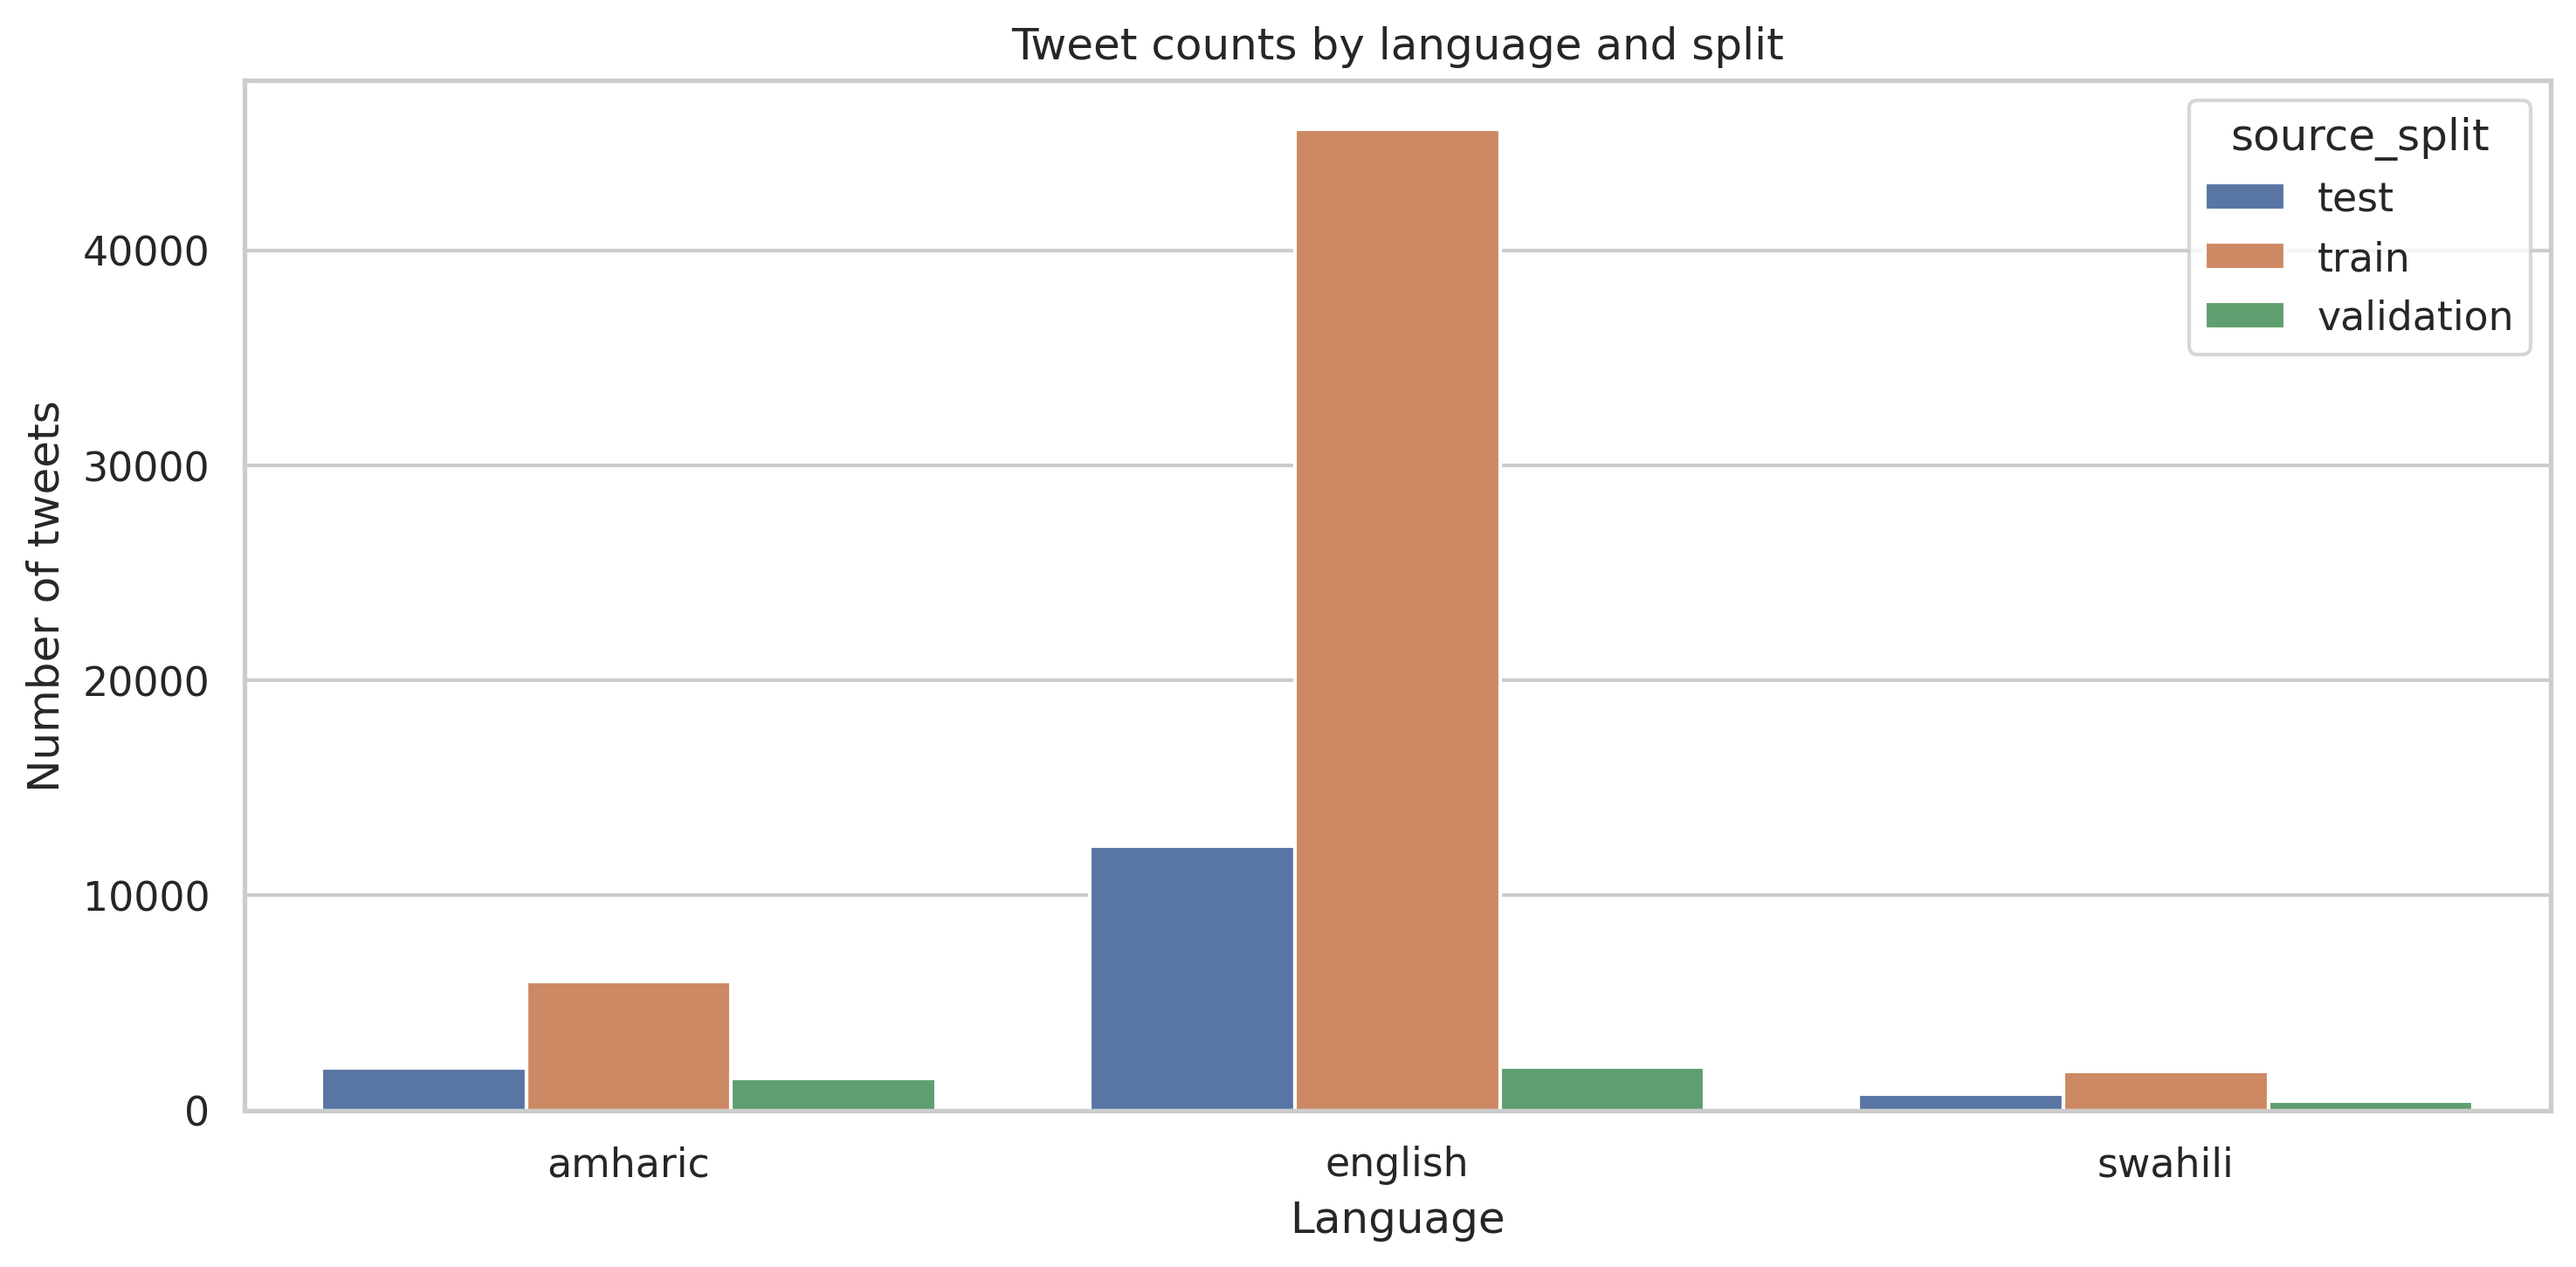 Tweet counts by language and split
source_split
test
train
validation
Number of tweets
40000
30000
20000
10000
0
amharic
english
swahili
Language